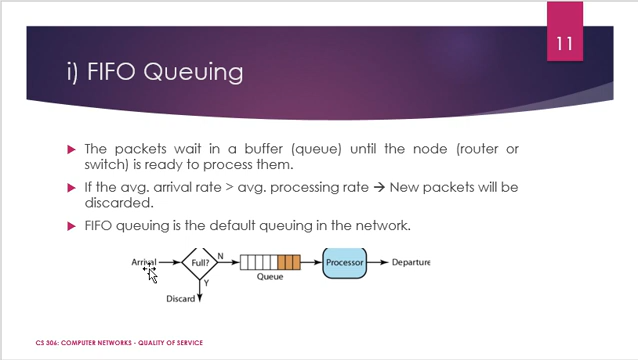 11
i) FIFO Queuing
The packets wait in a buffer (queue) until the node (router or
switch) is ready to process them.
If the avg. arrival rate > avg. processing rate → New packets will be
discarded.
FIFO queuing is the default queuing in the network.
Arrival
Full?
N
Queue
Processor
Departure
Y
Discard
CS 306: COMPUTER NETWORKS - QUALITY OF SERVICE